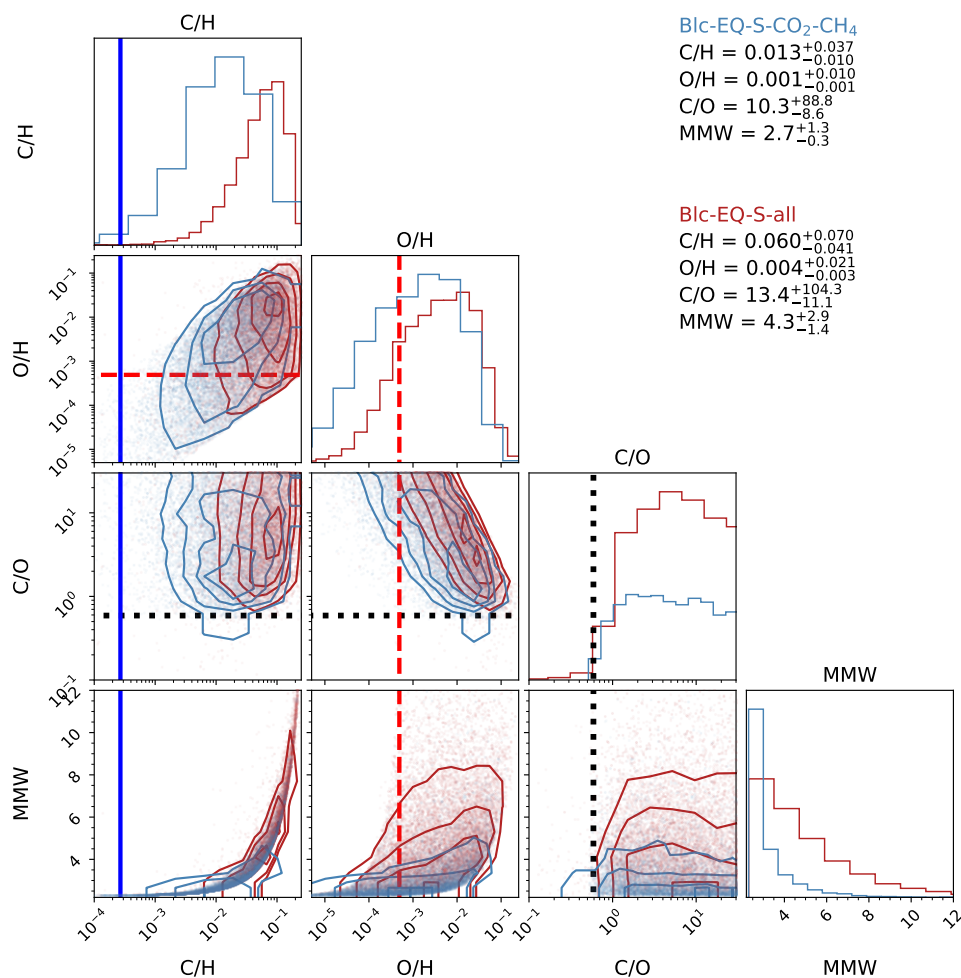 C/H
Blc-EQ-S-CO₂-CH₄
C/H = 0.013⁺⁰·⁰³⁷₋₀.₀₁₀
O/H = 0.001⁺⁰·⁰¹⁰₋₀.₀₀₁
C/O = 10.3⁺⁸⁸·⁸₋₈.₆
MMW = 2.7⁺¹·³₋₀.₃
C/H
Blc-EQ-S-all
C/H = 0.060⁺⁰·⁰⁷⁰₋₀.₀₄₁
O/H = 0.004⁺⁰·⁰²¹₋₀.₀₀₃
C/O = 13.4⁺¹⁰⁴·³₋₁₁.₁
MMW = 4.3⁺²·⁹₋₁.₄
O/H
10⁻¹
10⁻²
10⁻³
10⁻⁴
10⁻⁵
O/H
C/O
10¹
10⁰
10⁻¹
C/O
MMW
12
10
8
6
4
MMW
10⁻⁴ 10⁻³ 10⁻² 10⁻¹
10⁻⁵ 10⁻⁴ 10⁻³ 10⁻² 10⁻¹
10⁻¹ 10⁰ 10¹
4 6 8 10 12
C/H O/H C/O MMW